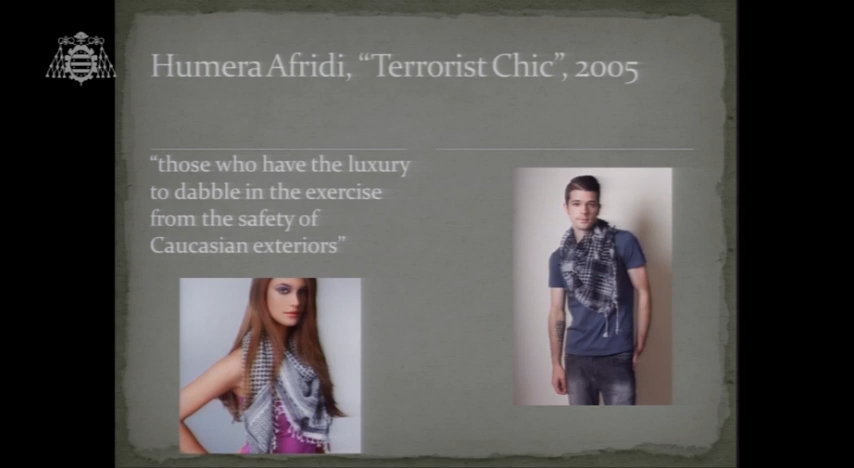 Humera Afridi, “Terrorist Chic”, 2005
“those who have the luxury
to dabble in the exercise
from the safety of
Caucasian exteriors”